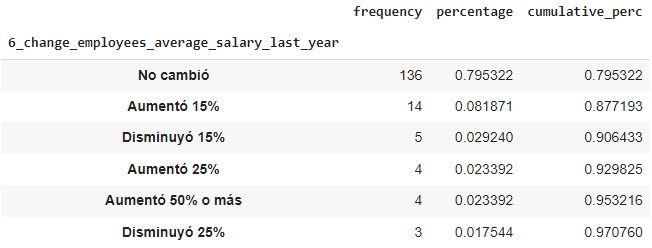 frequency percentage cumulative_perc
6_change_employees_average_salary_last_year
No cambió 136 0.795322 0.795322
Aumentó 15% 14 0.081871 0.877193
Disminuyó 15% 5 0.029240 0.906433
Aumentó 25% 4 0.023392 0.929825
Aumentó 50% o más 4 0.023392 0.953216
Disminuyó 25% 3 0.017544 0.970760